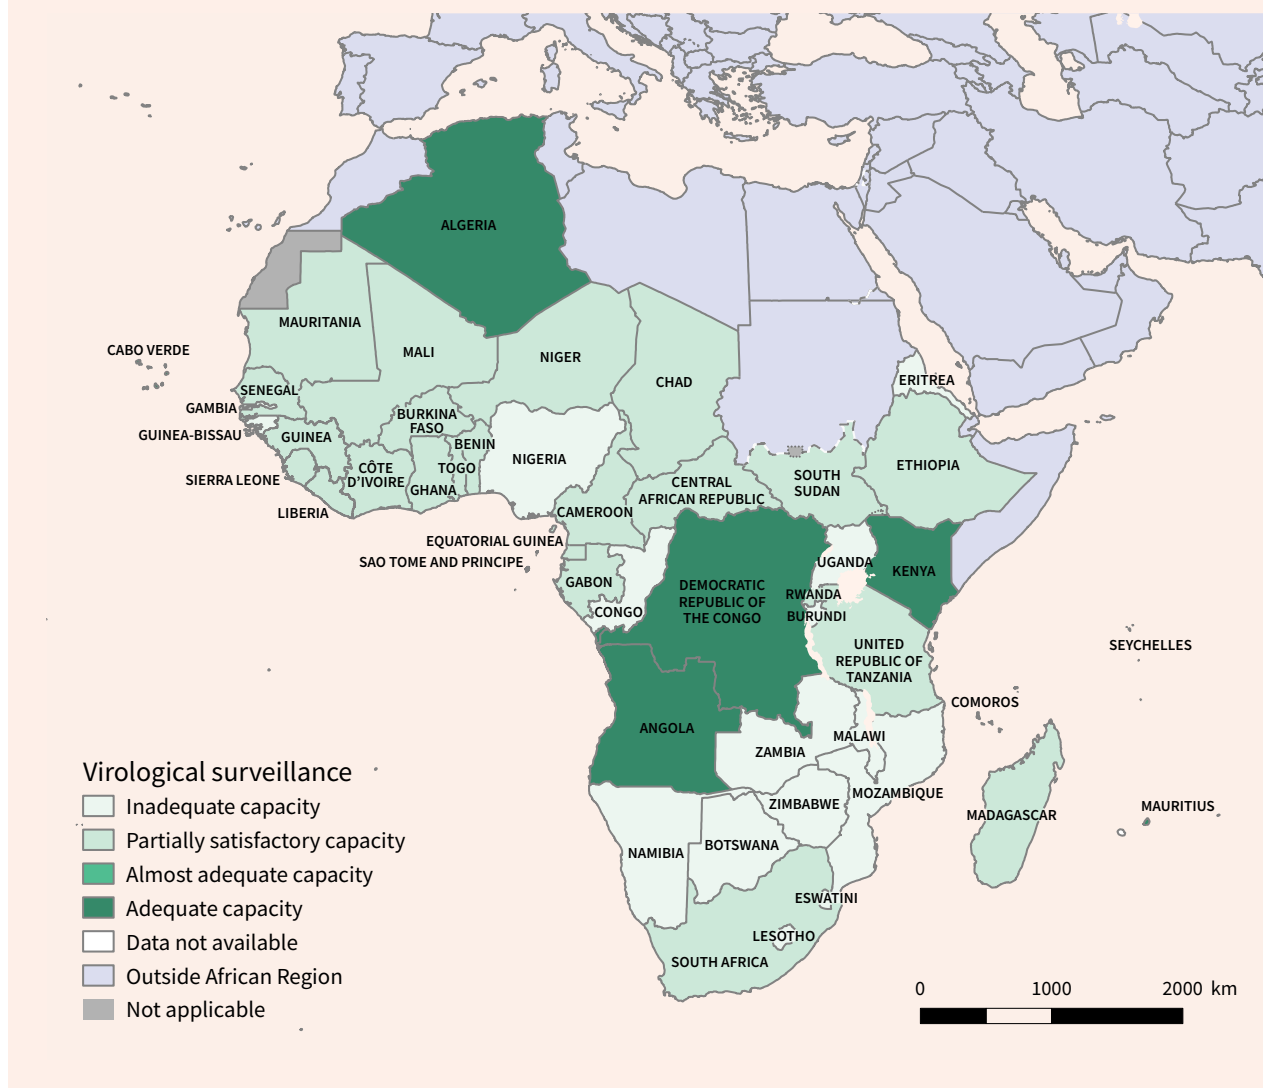 ALGERIA
MAURITANIA
CABO VERDE
MALI
NIGER
CHAD
ERITREA
SENEGAL
GAMBIA
BURKINA
FASO
GUINEA-BISSAU
GUINEA
BENIN
NIGERIA
ETHIOPIA
CÔTE
D'IVOIRE
TOGO
GHANA
SIERRA LEONE
CENTRAL
AFRICAN REPUBLIC
SOUTH
SUDAN
LIBERIA
CAMEROON
EQUATORIAL GUINEA
SAO TOME AND PRINCIPE
UGANDA
KENYA
GABON
DEMOCRATIC
REPUBLIC OF
THE CONGO
RWANDA
CONGO
BURUNDI
UNITED
REPUBLIC OF
TANZANIA
SEYCHELLES
COMOROS
ANGOLA
MALAWI
ZAMBIA
MOZAMBIQUE
ZIMBABWE
MADAGASCAR
MAURITIUS
NAMIBIA
BOTSWANA
ESWATINI
LESOTHO
SOUTH AFRICA
Virological surveillance
Inadequate capacity
Partially satisfactory capacity
Almost adequate capacity
Adequate capacity
Data not available
Outside African Region
Not applicable
0 1000 2000 km